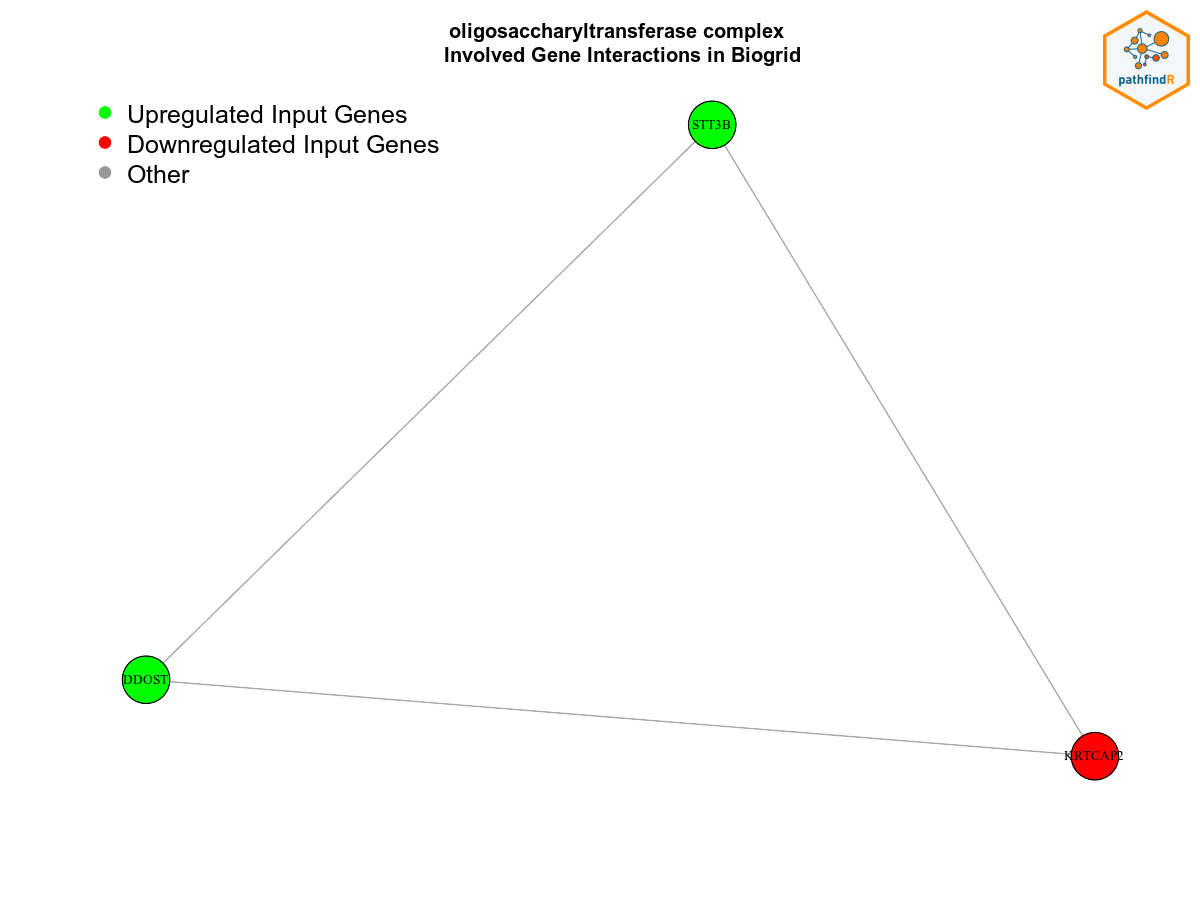 oligosaccharyltransferase complex
Involved Gene Interactions in Biogrid
pathfindR
Upregulated Input Genes
Downregulated Input Genes
Other
STT3B
DDOST
KRTCAP2